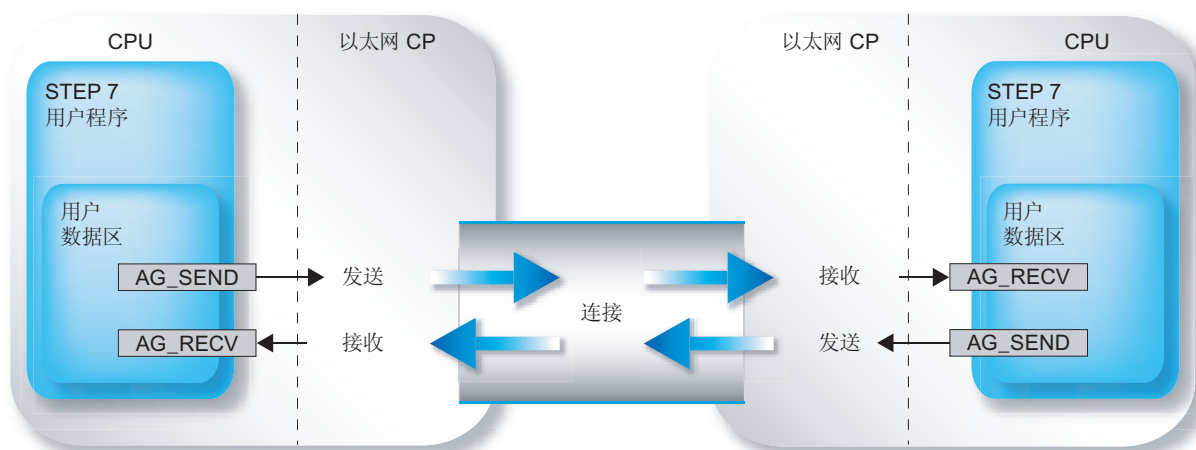 CPU
以太网 CP
STEP 7
用户程序
用户
数据区
AG_SEND
发送
AG_RECV
接收
连接
以太网 CP
CPU
STEP 7
用户程序
用户
数据区
接收
AG_RECV
发送
AG_SEND